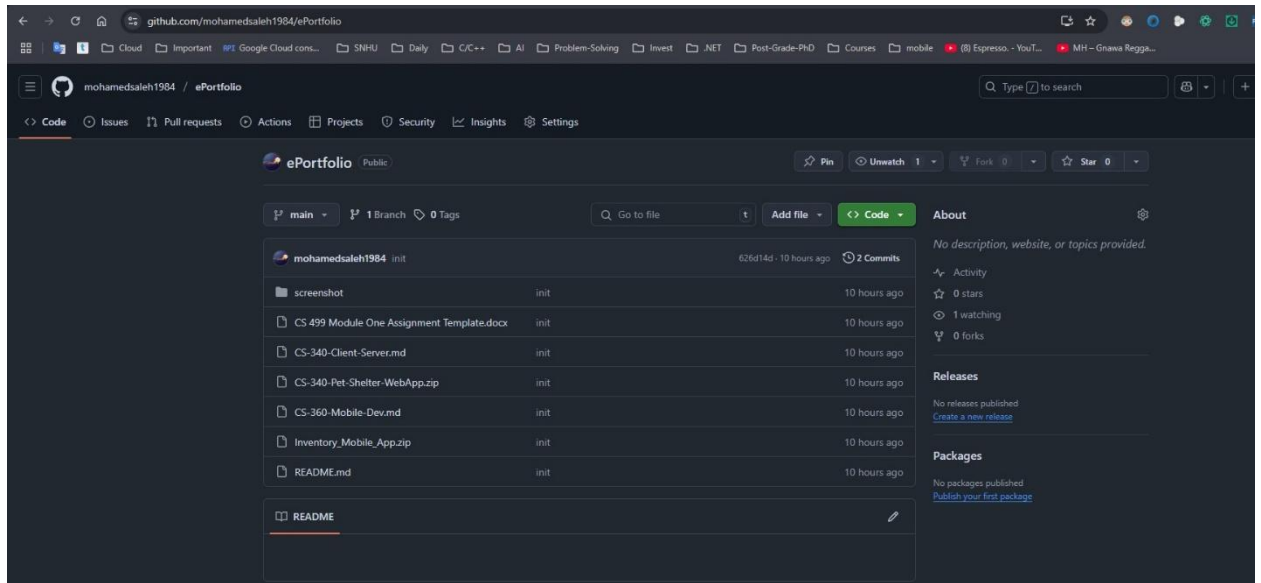 github.com/mohamedsaleh1984/ePortfolio
Cloud Important RPI Google Cloud cons... SNHU Daily C/C++ AI Problem-Solving Invest .NET Post-Grade-PhD Courses mobile (8) Espresso. - YouT... MH – Gnawa Regga...
mohamedsaleh1984 / ePortfolio Type / to search
Code Issues Pull requests Actions Projects Security Insights Settings
ePortfolio Public Pin Unwatch 1 Fork 0 Star 0
main 1 Branch 0 Tags Go to file t Add file Code About
No description, website, or topics provided.
mohamedsaleh1984 init 626d14d · 10 hours ago 2 Commits
Activity
screenshot init 10 hours ago
0 stars
1 watching
CS 499 Module One Assignment Template.docx init 10 hours ago
0 forks
CS-340-Client-Server.md init 10 hours ago
Releases
CS-340-Pet-Shelter-WebApp.zip init 10 hours ago
No releases published
CS-360-Mobile-Dev.md init 10 hours ago
Create a new release
Inventory_Mobile_App.zip init 10 hours ago
Packages
README.md init 10 hours ago
No packages published
Publish your first package
README